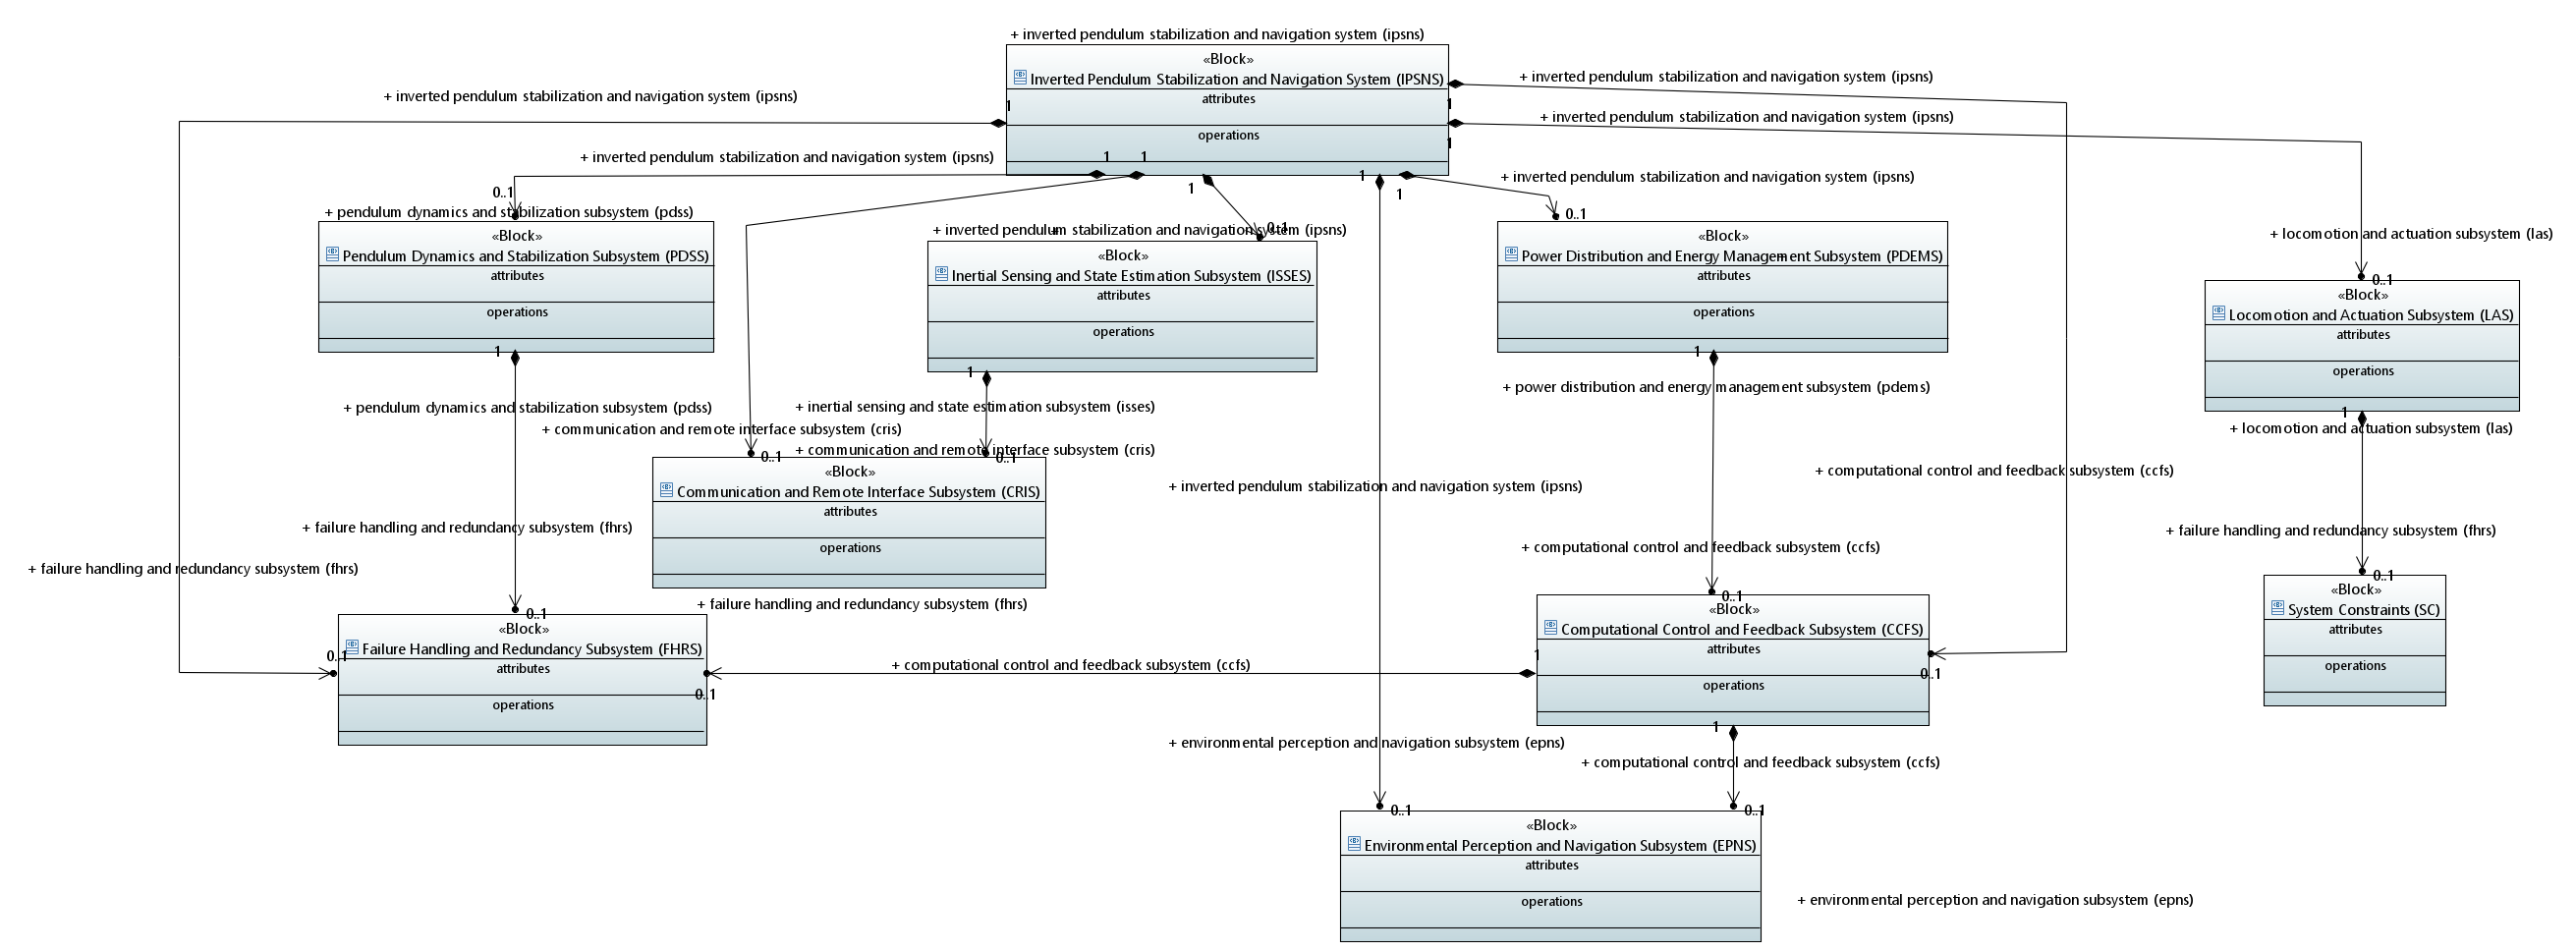 + inverted pendulum stabilization and navigation system (ipsns)
«Block»
Inverted Pendulum Stabilization and Navigation System (IPSNS)
attributes
operations
1
1
1
1
1
1
1
1
+ inverted pendulum stabilization and navigation system (ipsns)
+ inverted pendulum stabilization and navigation system (ipsns)
+ inverted pendulum stabilization and navigation system (ipsns)
+ inverted pendulum stabilization and navigation system (ipsns)
+ inverted pendulum stabilization and navigation system (ipsns)
0..1
+ pendulum dynamics and stabilization subsystem (pdss)
«Block»
Pendulum Dynamics and Stabilization Subsystem (PDSS)
attributes
operations
1
+ inverted pendulum stabilization and navigation system (ipsns)
0..1
«Block»
Inertial Sensing and State Estimation Subsystem (ISSES)
attributes
operations
1
0..1
«Block»
Power Distribution and Energy Management Subsystem (PDEMS)
attributes
operations
1
+ locomotion and actuation subsystem (las)
0..1
«Block»
Locomotion and Actuation Subsystem (LAS)
attributes
operations
1
+ power distribution and energy management subsystem (pdems)
+ pendulum dynamics and stabilization subsystem (pdss)
+ inertial sensing and state estimation subsystem (isses)
+ communication and remote interface subsystem (cris)
+ locomotion and actuation subsystem (las)
+ communication and remote interface subsystem (cris)
0..1
0..1
«Block»
Communication and Remote Interface Subsystem (CRIS)
attributes
operations
+ computational control and feedback subsystem (ccfs)
+ inverted pendulum stabilization and navigation system (ipsns)
+ failure handling and redundancy subsystem (fhrs)
+ failure handling and redundancy subsystem (fhrs)
+ computational control and feedback subsystem (ccfs)
+ failure handling and redundancy subsystem (fhrs)
+ failure handling and redundancy subsystem (fhrs)
0..1
0..1
0..1
«Block»
Failure Handling and Redundancy Subsystem (FHRS)
attributes
operations
+ computational control and feedback subsystem (ccfs)
0..1
1
0..1
«Block»
Computational Control and Feedback Subsystem (CCFS)
attributes
operations
1
0..1
«Block»
System Constraints (SC)
attributes
operations
+ environmental perception and navigation subsystem (epns)
+ computational control and feedback subsystem (ccfs)
0..1
0..1
«Block»
Environmental Perception and Navigation Subsystem (EPNS)
attributes
operations
+ environmental perception and navigation subsystem (epns)